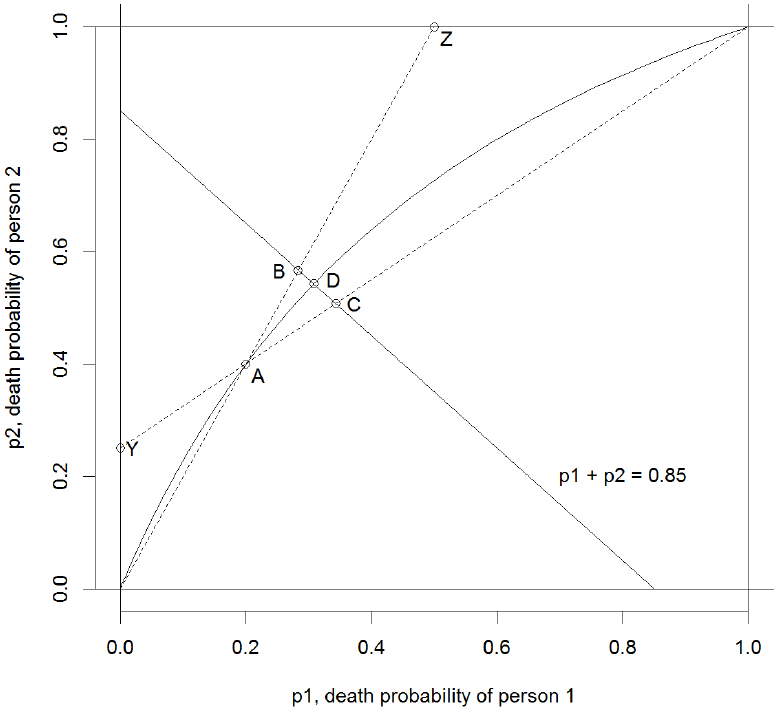 1.0
0.8
0.6
0.4
0.2
0.0
p2, death probability of person 2
Z
B
D
C
A
Y
p1 + p2 = 0.85
0.0 0.2 0.4 0.6 0.8 1.0
p1, death probability of person 1